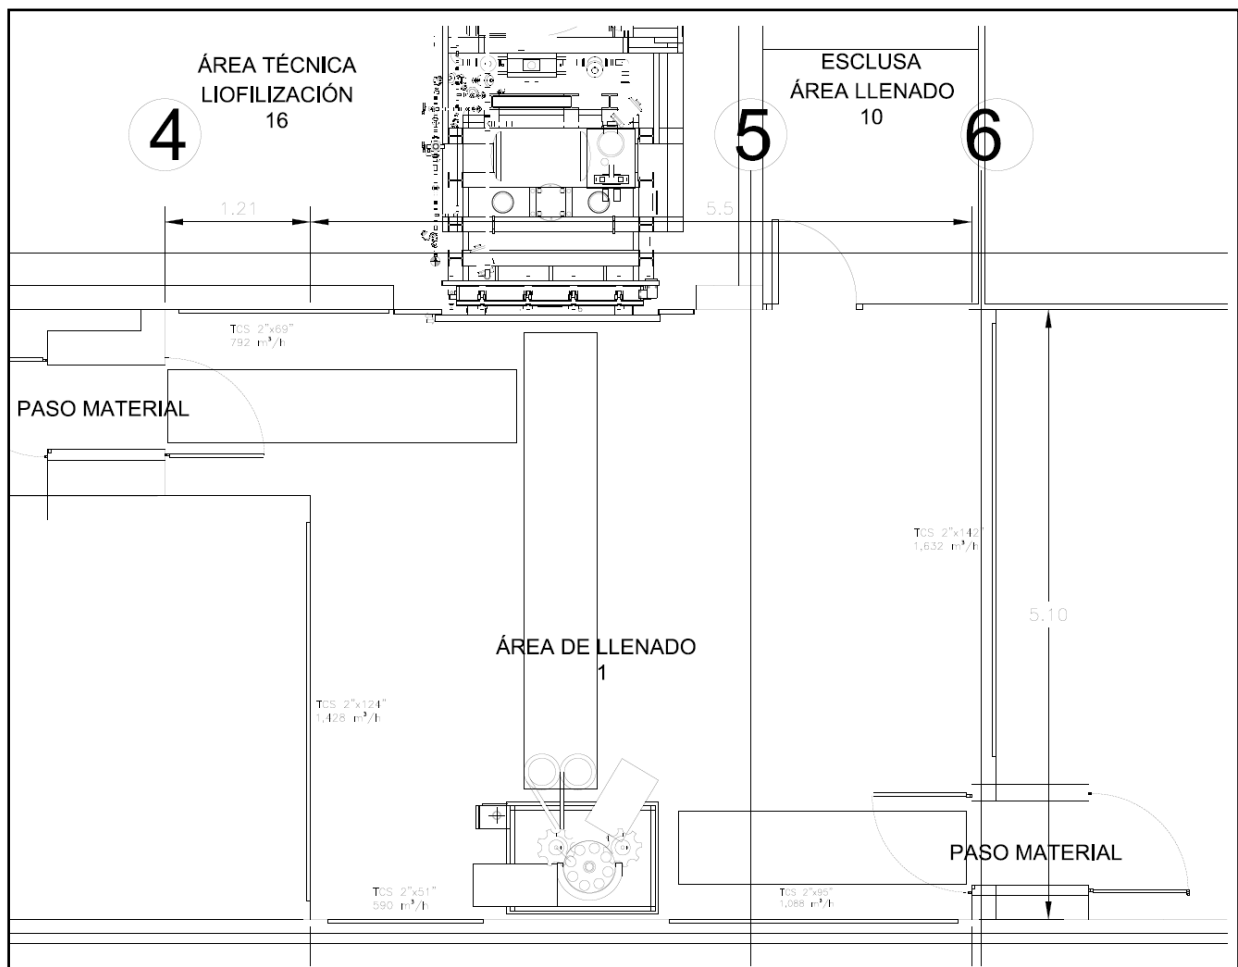 ÁREA TÉCNICA
LIOFILIZACIÓN
16
ESCLUSA
ÁREA LLENADO
10
4
5
6
1.21
5.5
TCS 2"x69"
792 m³/h
PASO MATERIAL
TCS 2"x142"
1,632 m³/h
5.10
ÁREA DE LLENADO
1
TCS 2"x124"
1,428 m³/h
PASO MATERIAL
TCS 2"x51"
590 m³/h
TCS 2"x95"
1,088 m³/h